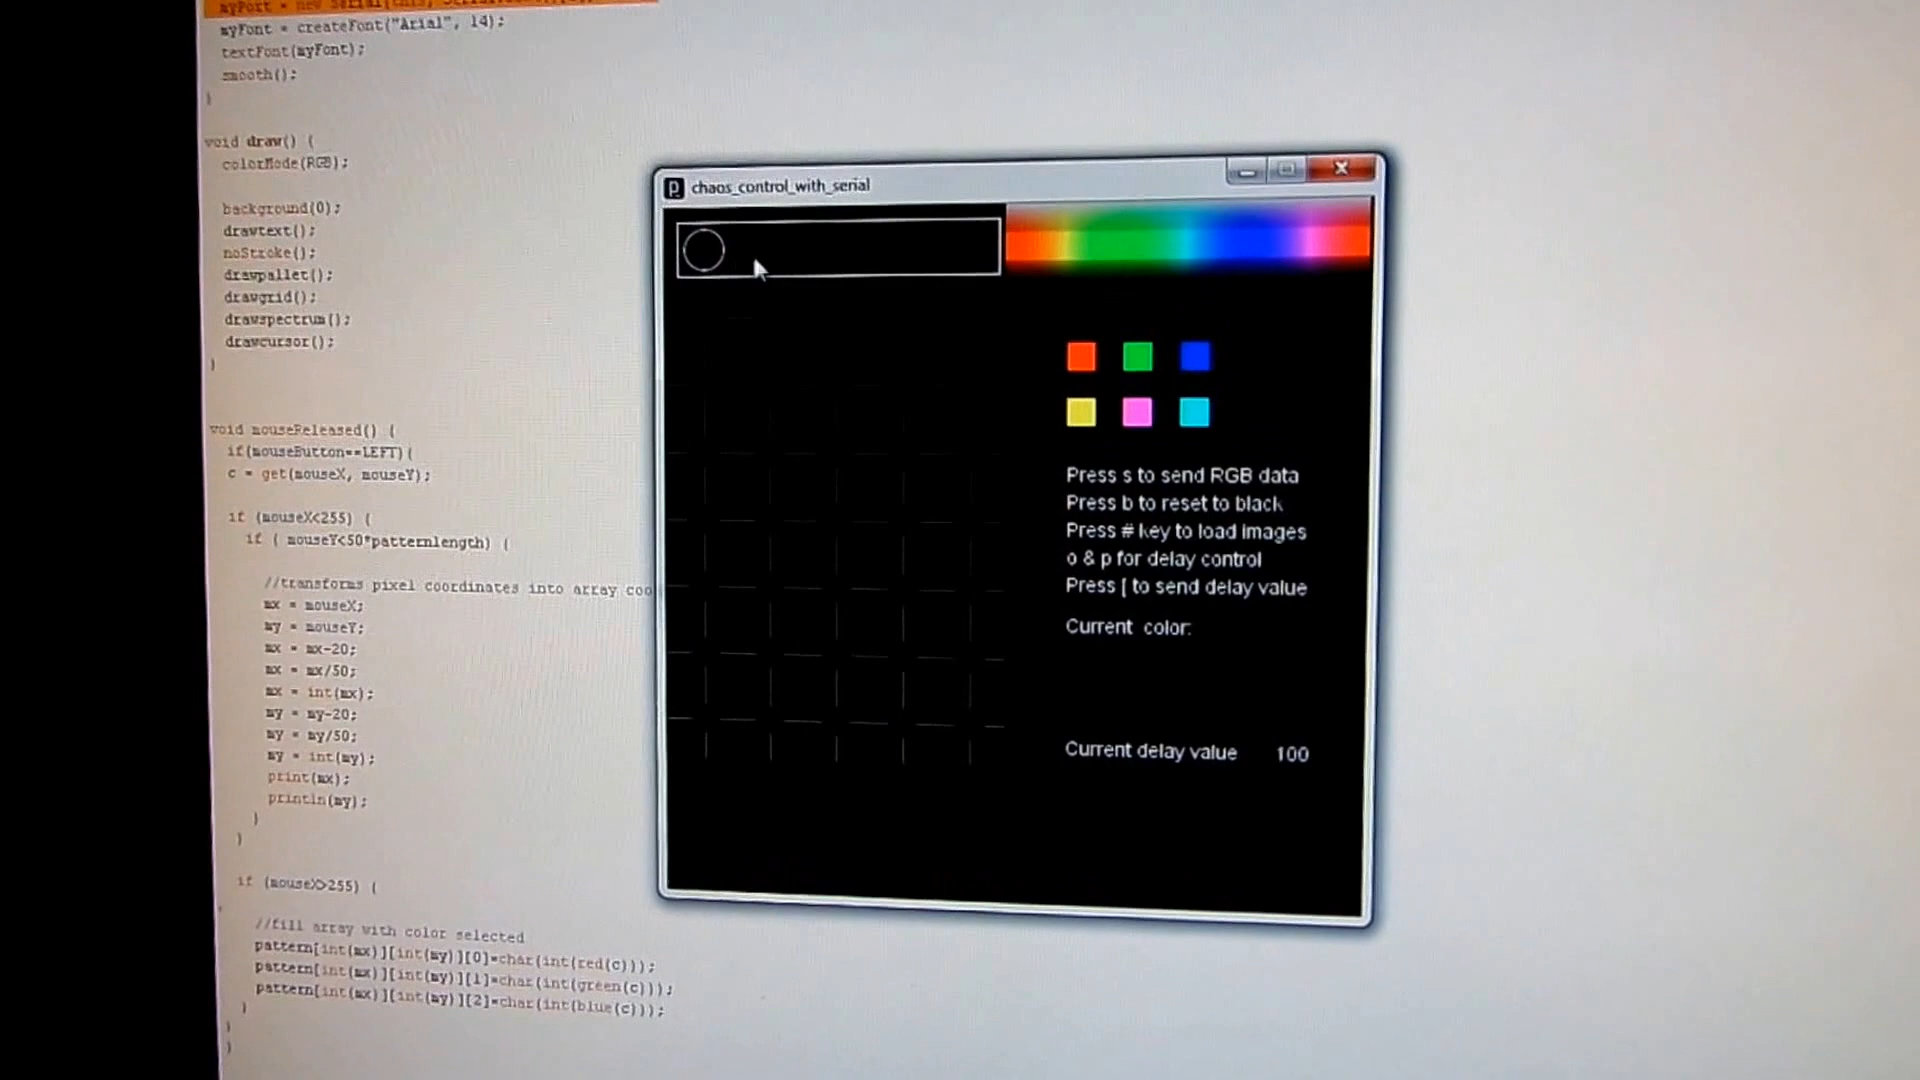 myFont = createFont("Arial", 14);
textFont(myFont);
smooth();
}
void draw() {
colorMode(RGB);
background(0);
drawtext();
noStroke();
drawpallet();
drawgrid();
drawspectrum();
drawcursor();
}
void mouseReleased() {
if(mouseButton==LEFT){
c = get(mouseX, mouseY);
if (mouseX<255) {
if ( mouseY<50*patternlength) {
//transforms pixel coordinates into array coo
mx = mouseX;
my = mouseY;
mx = mx-20;
mx = mx/50;
mx = int(mx);
my = my-20;
my = my/50;
my = int(my);
print(mx);
println(my);
}
}
if (mouseX>255) {
//fill array with color selected
pattern[int(mx)][int(my)][0]=char(int(red(c)));
pattern[int(mx)][int(my)][1]=char(int(green(c)));
pattern[int(mx)][int(my)][2]=char(int(blue(c)));
}
}
}
chaos_control_with_serial
Press s to send RGB data
Press b to reset to black
Press # key to load images
o & p for delay control
Press [ to send delay value
Current color:
Current delay value 100